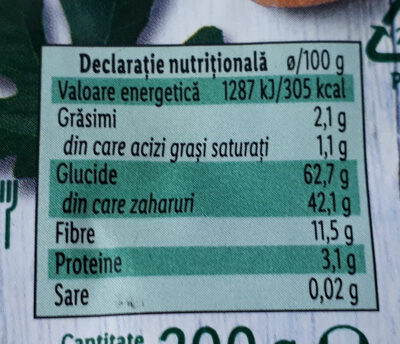 Declarație nutrițională ø/100 g
Valoare energetică 1287 kJ/305 kcal
Grăsimi 2,1 g
din care acizi grași saturați 1,1 g
Glucide 62,7 g
din care zaharuri 42,1 g
Fibre 11,5 g
Proteine 3,1 g
Sare 0,02 g
Cantitate 200 g